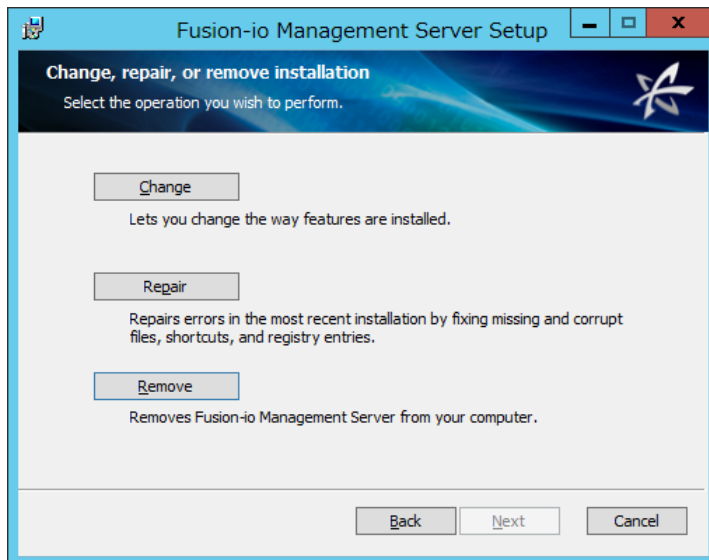 Fusion-io Management Server Setup
Change, repair, or remove installation
Select the operation you wish to perform.
Change
Lets you change the way features are installed.
Repair
Repairs errors in the most recent installation by fixing missing and corrupt
files, shortcuts, and registry entries.
Remove
Removes Fusion-io Management Server from your computer.
Back
Next
Cancel